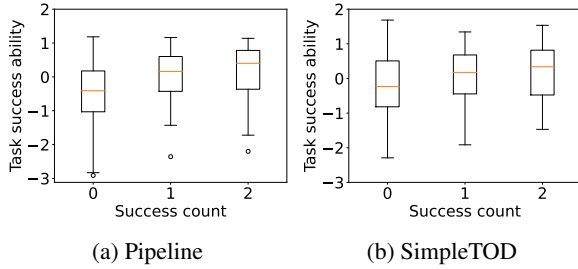 Task success ability
2
1
0
−1
−2
−3
0 1 2
Success count
(a) Pipeline
Task success ability
2
1
0
−1
−2
−3
0 1 2
Success count
(b) SimpleTOD